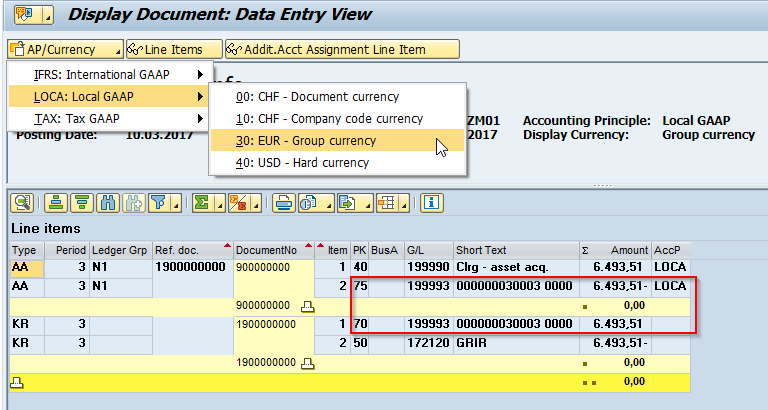 Display Document: Data Entry View
AP/Currency Line Items Addit.Acct Assignment Line Item
IFRS: International GAAP
LOCA: Local GAAP
TAX: Tax GAAP
00: CHF - Document currency
10: CHF - Company code currency
30: EUR - Group currency
40: USD - Hard currency
ZM01 Accounting Principle: Local GAAP
Posting Date: 10.03.2017 2017 Display Currency: Group currency
Line items
Type Period Ledger Grp Ref. doc. DocumentNo Item PK BusA G/L Short Text Σ Amount AccP
AA 3 N1 1900000000 900000000 1 40 199990 Clrg - asset acq. 6.493,51 LOCA
AA 3 N1 2 75 199993 000000030003 0000 6.493,51- LOCA
900000000 0,00
KR 3 1900000000 1 70 199993 000000030003 0000 6.493,51
KR 3 2 50 172120 GRIR 6.493,51-
1900000000 0,00
0,00